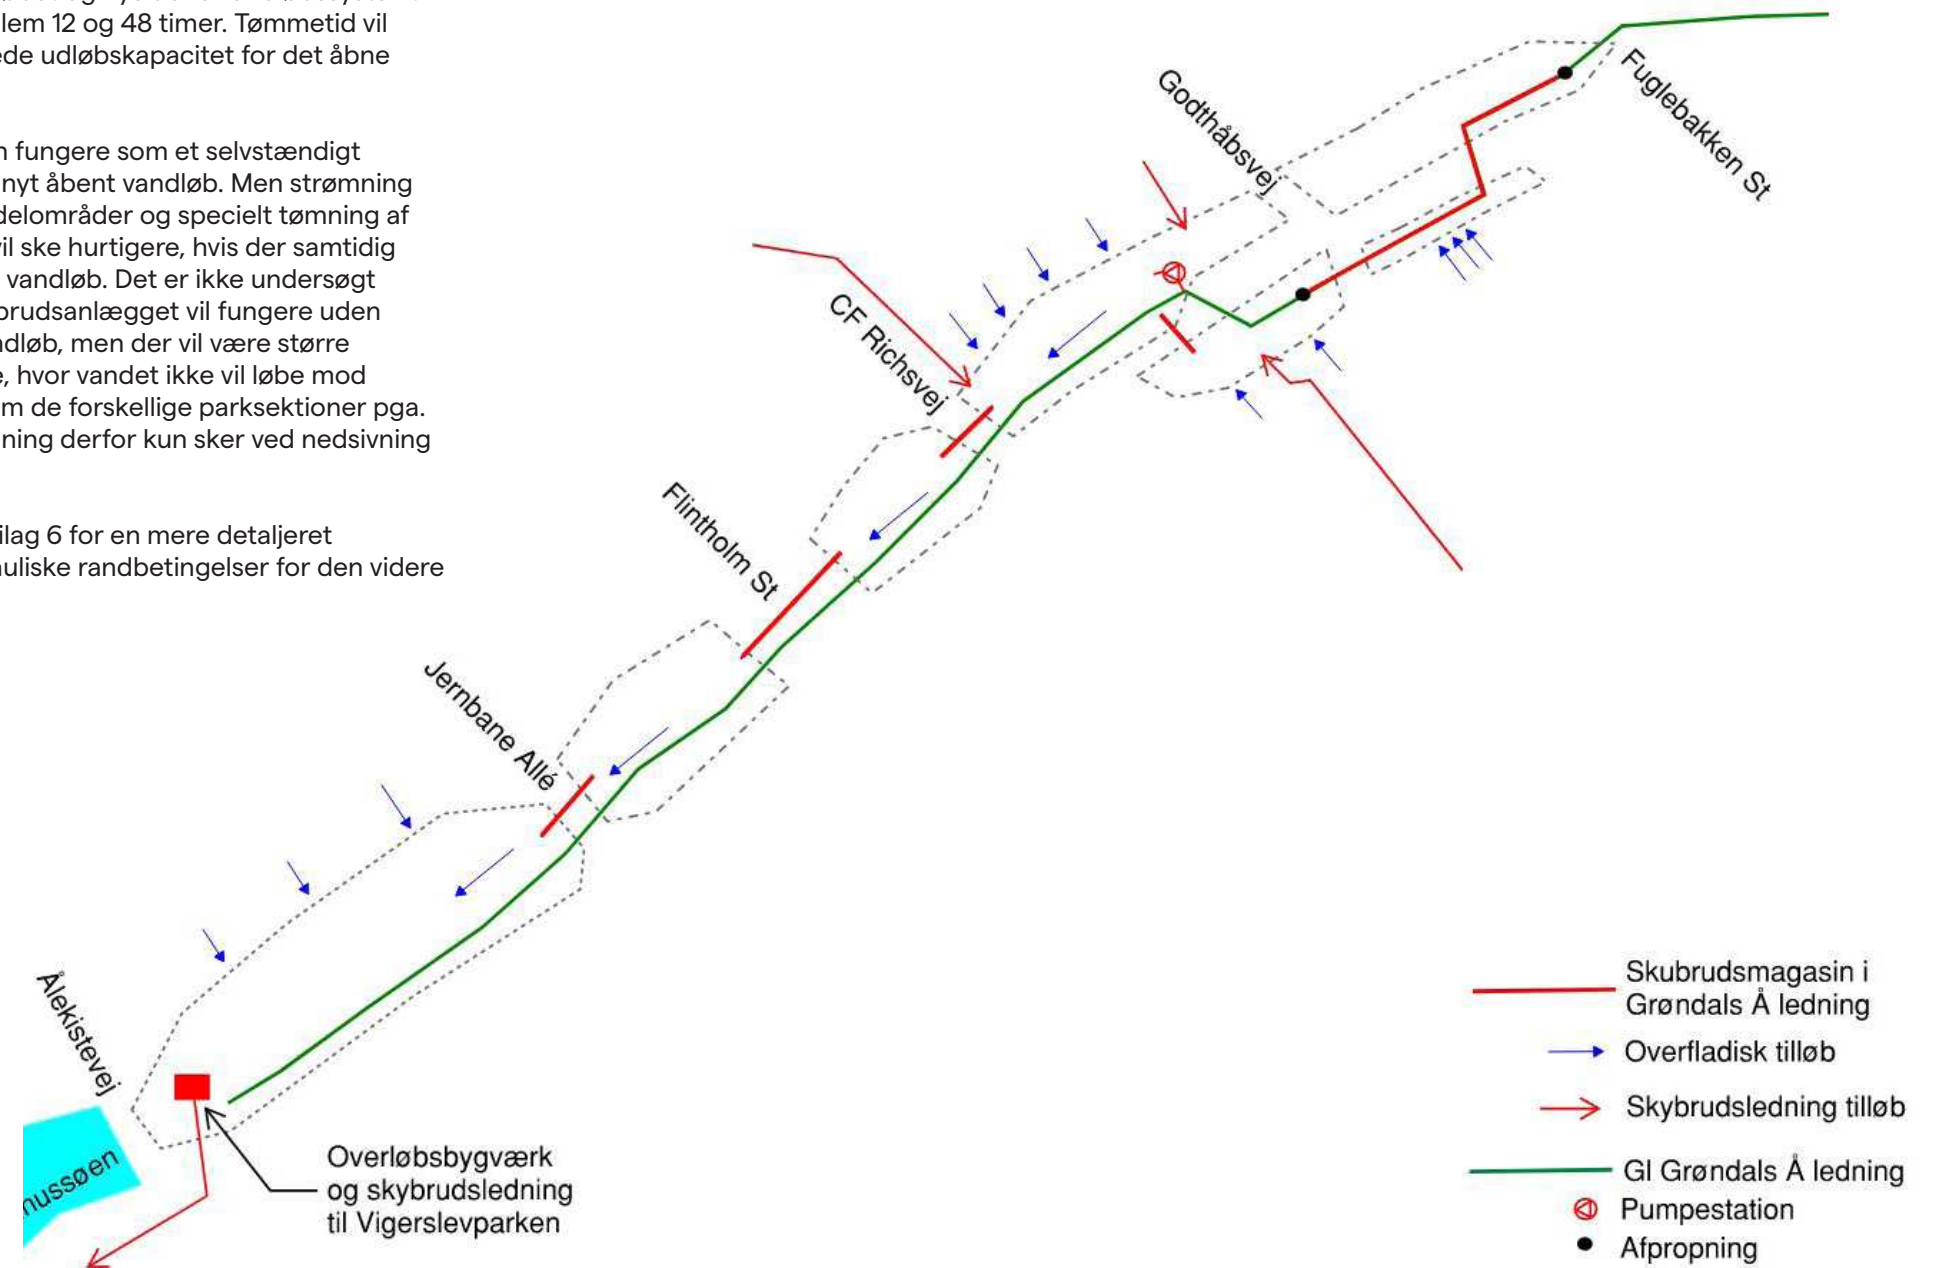 lem 12 og 48 timer. Tømmetid vil
de udløbskapacitet for det åbne
n fungere som et selvstændigt
nyt åbent vandløb. Men strømning
delområder og specielt tømning af
vil ske hurtigere, hvis der samtidig
vandløb. Det er ikke undersøgt
brudsanlægget vil fungere uden
ndløb, men der vil være større
e, hvor vandet ikke vil løbe mod
m de forskellige parksektioner pga.
ning derfor kun sker ved nedsivning
ilag 6 for en mere detaljeret
auliske randbetingelser for den videre
Fuglebakken St
Godthåbsvej
CF Richsvej
Flintholm St
Jernbane Allé
Ålekistevej
nussøen
Overløbsbygværk
og skybrudsledning
til Vigerslevparken
Skubrudsmagasin i
Grøndals Å ledning
Overfladisk tilløb
Skybrudsledning tilløb
Gl Grøndals Å ledning
Pumpestation
Afpropning